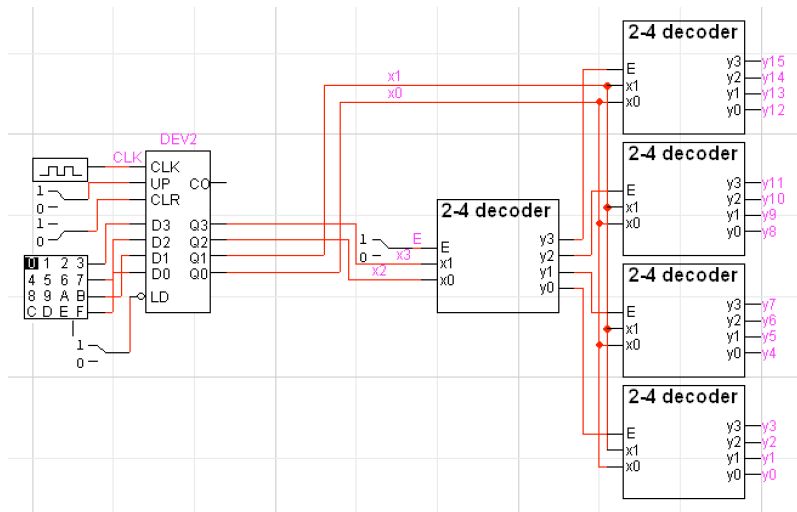 2-4 decoder
E
x1
x0
y3
y2
y1
y0
y15
y14
y13
y12
x1
x0
DEV2
CLK
CLK
UP
CLR
CO
D3
D2
D1
D0
LD
Q3
Q2
Q1
Q0
1
0
1
0
0 1 2 3
4 5 6 7
8 9 A B
C D E F
1
0
2-4 decoder
E
x1
x0
y3
y2
y1
y0
1
0
E
x3
x2
2-4 decoder
E
x1
x0
y3
y2
y1
y0
y11
y10
y9
y8
2-4 decoder
E
x1
x0
y3
y2
y1
y0
y7
y6
y5
y4
2-4 decoder
E
x1
x0
y3
y2
y1
y0
y3
y2
y1
y0